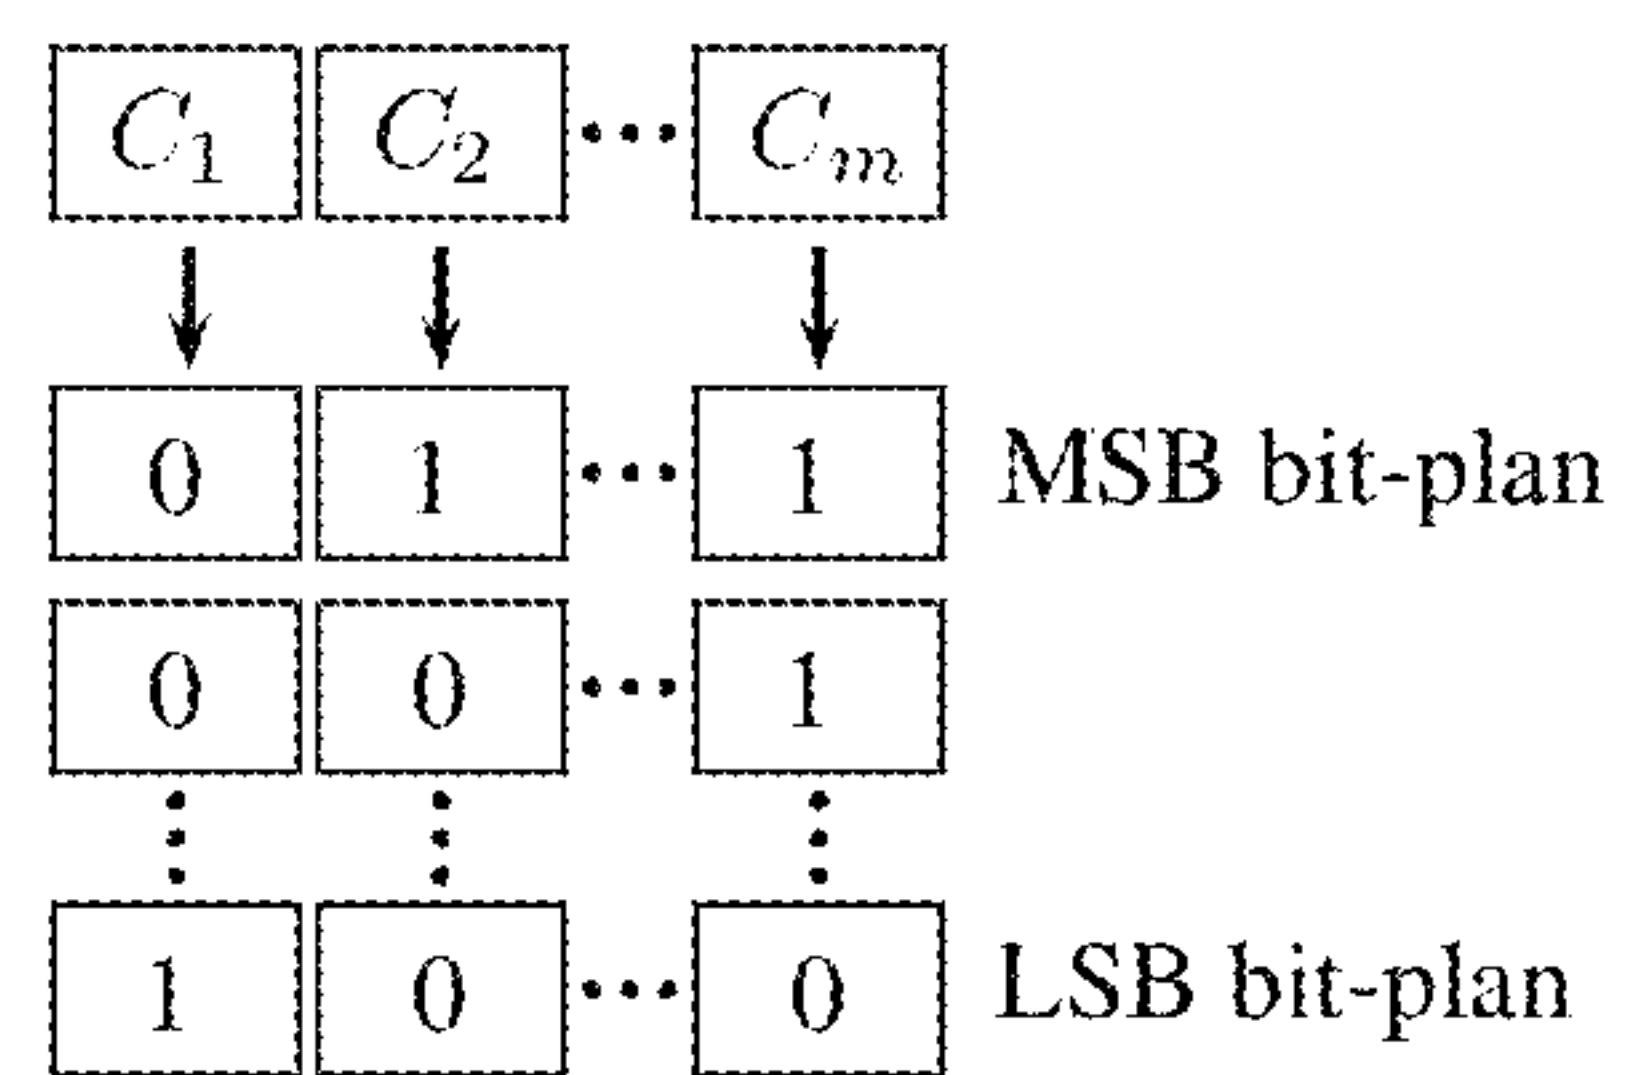 C1 C2 ··· Cm
0 1 ··· 1 MSB bit-plan
0 0 ··· 1
1 0 ··· 0 LSB bit-plan